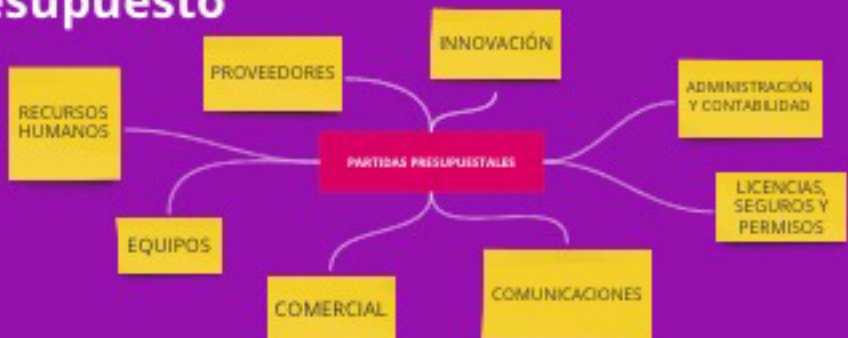 esupuesto
INNOVACIÓN
PROVEEDORES
ADMINISTRACIÓN
Y CONTABILIDAD
RECURSOS
HUMANOS
PARTIDAS PRESUPUESTALES
LICENCIAS,
SEGUROS Y
PERMISOS
EQUIPOS
COMUNICACIONES
COMERCIAL